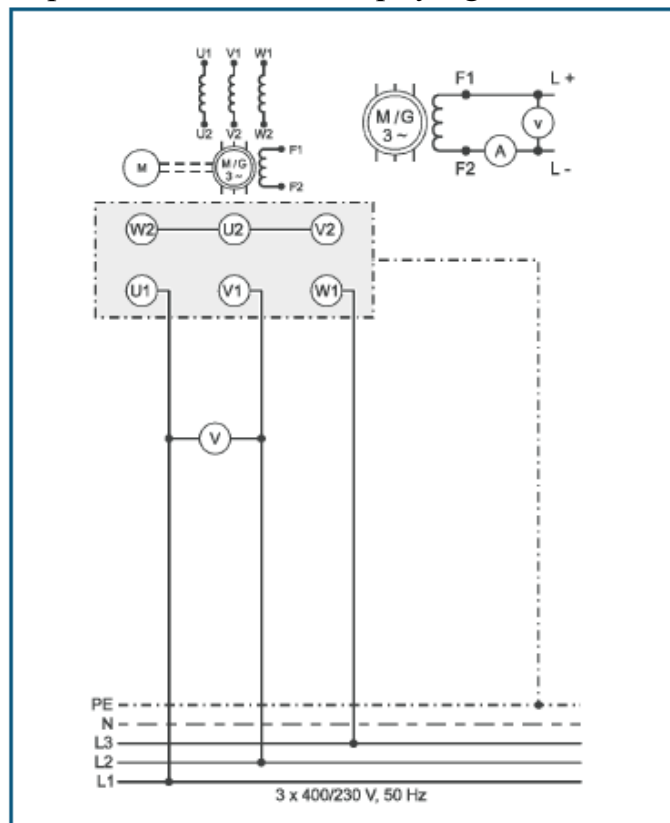 U1 V1 W1
U2 V2 W2
M
M/G
3 ~
F1
F2
M/G
3 ~
F1
F2
L +
L -
V
A
W2 U2 V2
U1 V1 W1
V
PE
N
L3
L2
L1
3 x 400/230 V, 50 Hz